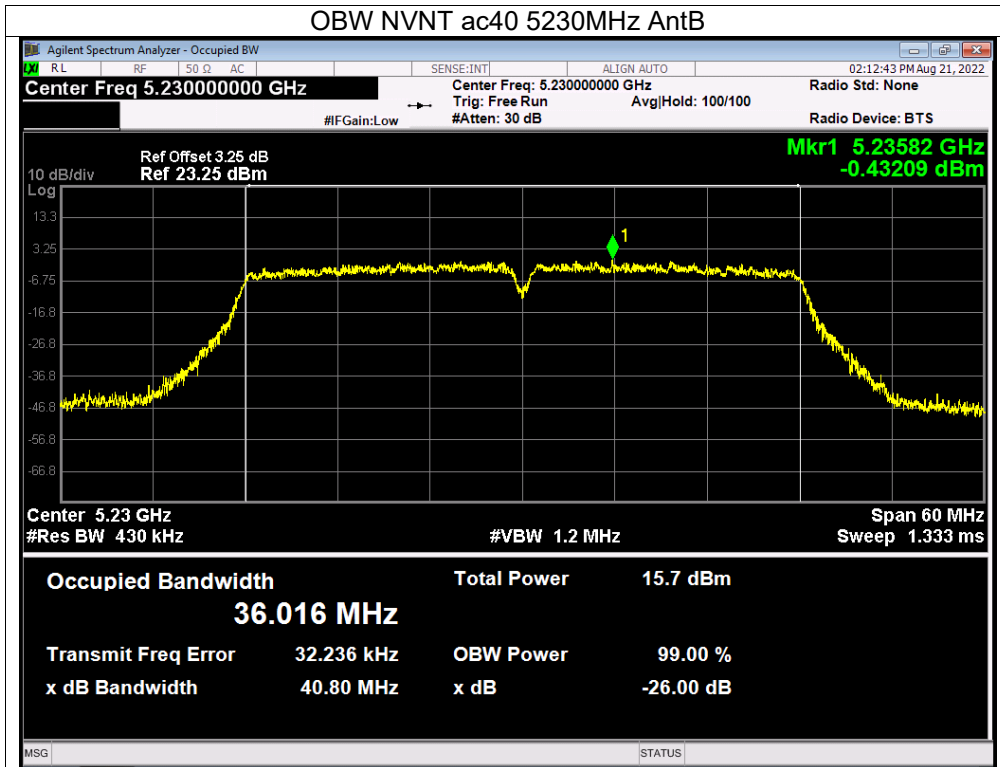 OBW NVNT ac40 5230MHz AntB
Agilent Spectrum Analyzer - Occupied BW
LXI RL RF 50 Ω AC SENSE:INT ALIGN AUTO 02:12:43 PM Aug 21, 2022
Center Freq 5.230000000 GHz Center Freq: 5.230000000 GHz Radio Std: None
Trig: Free Run Avg|Hold: 100/100
#IFGain:Low #Atten: 30 dB Radio Device: BTS
Mkr1 5.23582 GHz
Ref Offset 3.25 dB
10 dB/div Ref 23.25 dBm -0.43209 dBm
Log
13.3
1
3.25
-6.75
-16.8
-26.8
-36.8
-46.8
-56.8
-66.8
Center 5.23 GHz Span 60 MHz
#Res BW 430 kHz #VBW 1.2 MHz Sweep 1.333 ms
Occupied Bandwidth Total Power 15.7 dBm
36.016 MHz
Transmit Freq Error 32.236 kHz OBW Power 99.00 %
x dB Bandwidth 40.80 MHz x dB -26.00 dB
MSG STATUS